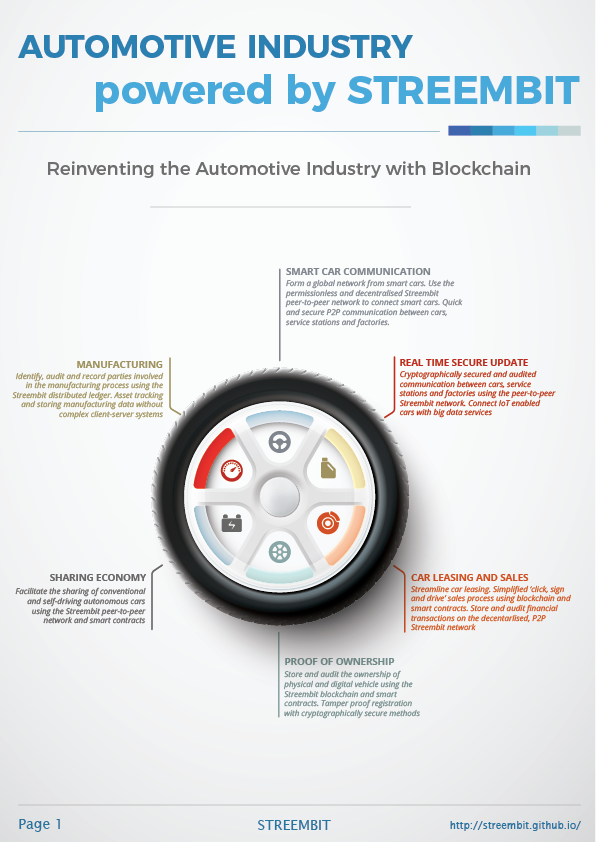 AUTOMOTIVE INDUSTRY
powered by STREEMBIT
Reinventing the Automotive Industry with Blockchain
SMART CAR COMMUNICATION
Form a global network from smart cars. Use the
permissionless and decentralised Streembit
peer-to-peer network to connect smart cars. Quick
and secure P2P communication between cars,
service stations and factories.
MANUFACTURING
Identify, audit and record parties involved
in the manufacturing process using the
Streembit distributed ledger. Asset tracking
and storing manufacturing data without
complex client-server systems
REAL TIME SECURE UPDATE
Cryptographically secured and audited
communication between cars, service
stations and factories using the peer-to-peer
Streembit network. Connect IoT enabled
cars with big data services
SHARING ECONOMY
Facilitate the sharing of conventional
and self-driving autonomous cars
using the Streembit peer-to-peer
network and smart contracts
CAR LEASING AND SALES
Streamline car leasing. Simplified 'click, sign
and drive' sales process using blockchain and
smart contracts. Store and audit financial
transactions on the decentarlised, P2P
Streembit network
PROOF OF OWNERSHIP
Store and audit the ownership of
physical and digital vehicle using the
Streembit blockchain and smart
contracts. Tamper proof registration
with cryptographically secure methods
Page 1
STREEMBIT
http://streembit.github.io/